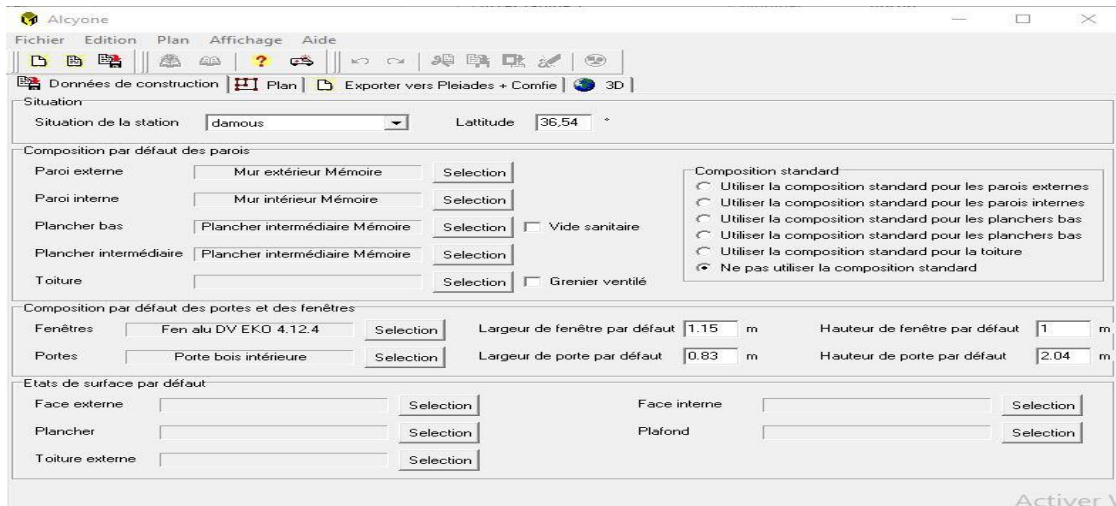 Alcyone
Fichier Edition Plan Affichage Aide
Données de construction Plan Exporter vers Pleiades + Comfie 3D
Situation
Situation de la station damous Lattitude 36,54 °
Composition par défaut des parois
Paroi externe Mur extérieur Mémoire Selection
Paroi interne Mur intérieur Mémoire Selection
Plancher bas Plancher intermédiaire Mémoire Selection Vide sanitaire
Plancher intermédiaire Plancher intermédiaire Mémoire Selection
Toiture Selection Grenier ventilé
Composition standard
Utiliser la composition standard pour les parois externes
Utiliser la composition standard pour les parois internes
Utiliser la composition standard pour les planchers bas
Utiliser la composition standard pour les planchers bas
Utiliser la composition standard pour la toiture
Ne pas utiliser la composition standard
Composition par défaut des portes et des fenêtres
Fenêtres Fen alu DV EKO 4.12.4 Selection Largeur de fenêtre par défaut 1.15 m Hauteur de fenêtre par défaut 1 m
Portes Porte bois intérieure Selection Largeur de porte par défaut 0.83 m Hauteur de porte par défaut 2.04 m
Etats de surface par défaut
Face externe Selection Face interne Selection
Plancher Selection Plafond Selection
Toiture externe Selection
Activer